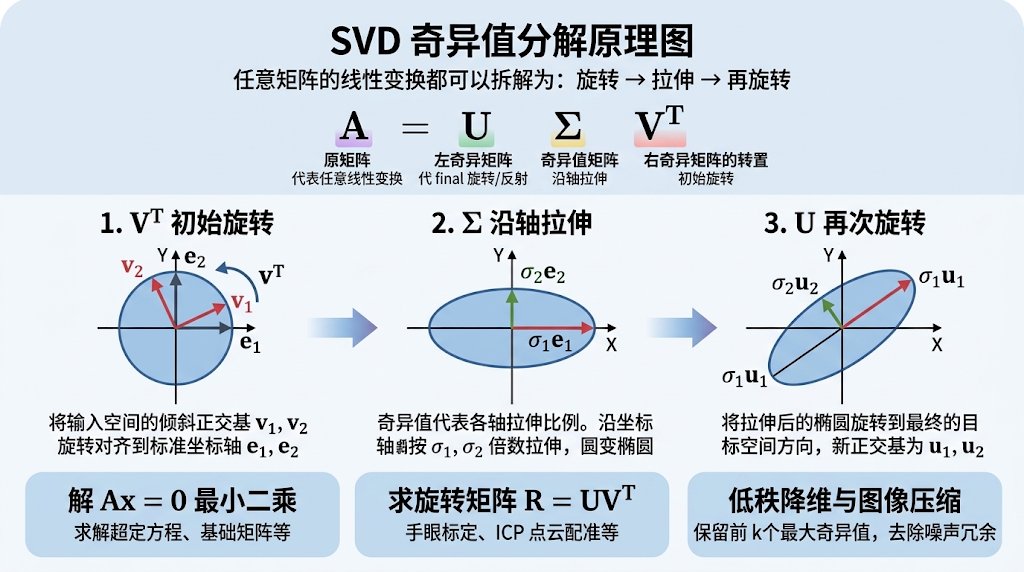 SVD 奇异值分解原理图
任意矩阵的线性变换都可以拆解为：旋转 → 拉伸 → 再旋转
A = U Σ Vᵀ
原矩阵 左奇异矩阵 奇异值矩阵 右奇异矩阵的转置
代表任意线性变换 代 final 旋转/反射 沿轴拉伸 初始旋转
1. Vᵀ 初始旋转
Y e₂
v₂ vᵀ
v₁
e₁
将输入空间的倾斜正交基 v₁, v₂
旋转对齐到标准坐标轴 e₁, e₂
2. Σ 沿轴拉伸
Y
σ₂e₂
σ₁e₁ X
奇异值代表各轴拉伸比例。沿坐标
轴按 σ₁, σ₂ 倍数拉伸，圆变椭圆
3. U 再次旋转
Y
σ₂u₂ σ₁u₁
X
σ₁u₁
将拉伸后的椭圆旋转到最终的目
标空间方向，新正交基为 u₁, u₂
解 Ax = 0 最小二乘
求解超定方程、基础矩阵等
求旋转矩阵 R = UVᵀ
手眼标定、ICP 点云配准等
低秩降维与图像压缩
保留前 k个最大奇异值，去除噪声冗余